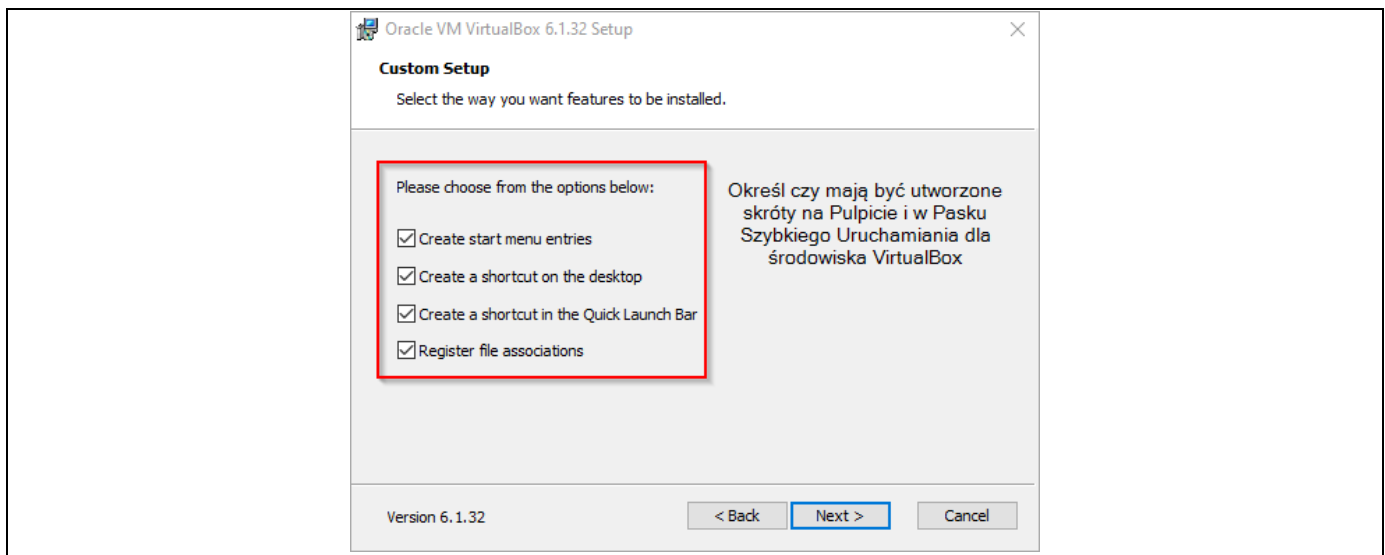 Oracle VM VirtualBox 6.1.32 Setup
Custom Setup
Select the way you want features to be installed.
Please choose from the options below:
Create start menu entries
Create a shortcut on the desktop
Create a shortcut in the Quick Launch Bar
Register file associations
Określ czy mają być utworzone
skróty na Pulpicie i w Pasku
Szybkiego Uruchamiania dla
środowiska VirtualBox
Version 6.1.32
< Back
Next >
Cancel